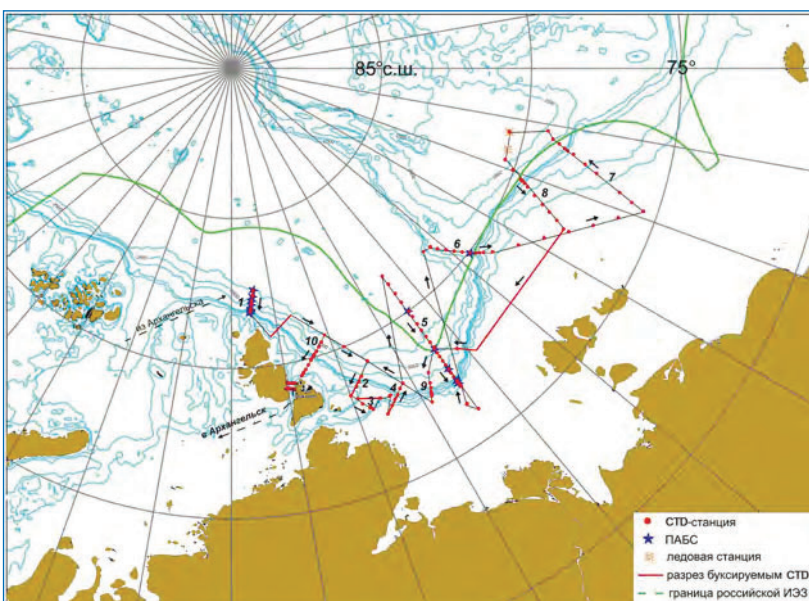 85°с.ш.
75°
7
8
6
1
из Архангельска
5
10
2
4
9
3
в Архангельск
CTD-станция
ПАБС
ледовая станция
разрез буксируемым CTD
граница российской ИЭЗ